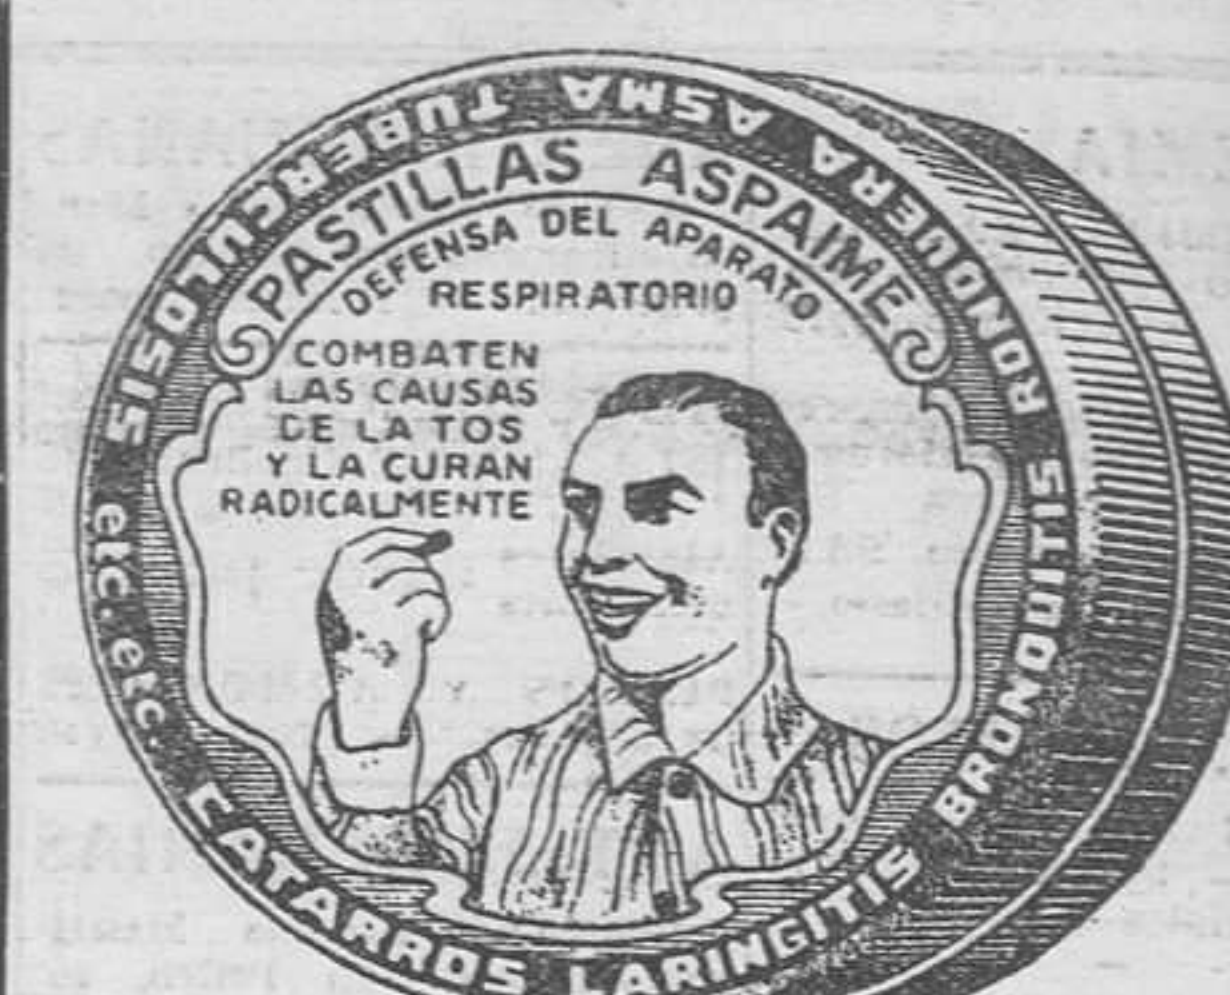 PASTILLAS ASPAIME
DEFENSA DEL APARATO
RESPIRATORIO
COMBATEN
LAS CAUSAS
DE LA TOS
Y LA CURAN
RADICALMENTE
TUBERCULOSIS
ASMA
RONQUERA
BRONQUITIS
LARINGITIS
CATARROS
etc. etc.